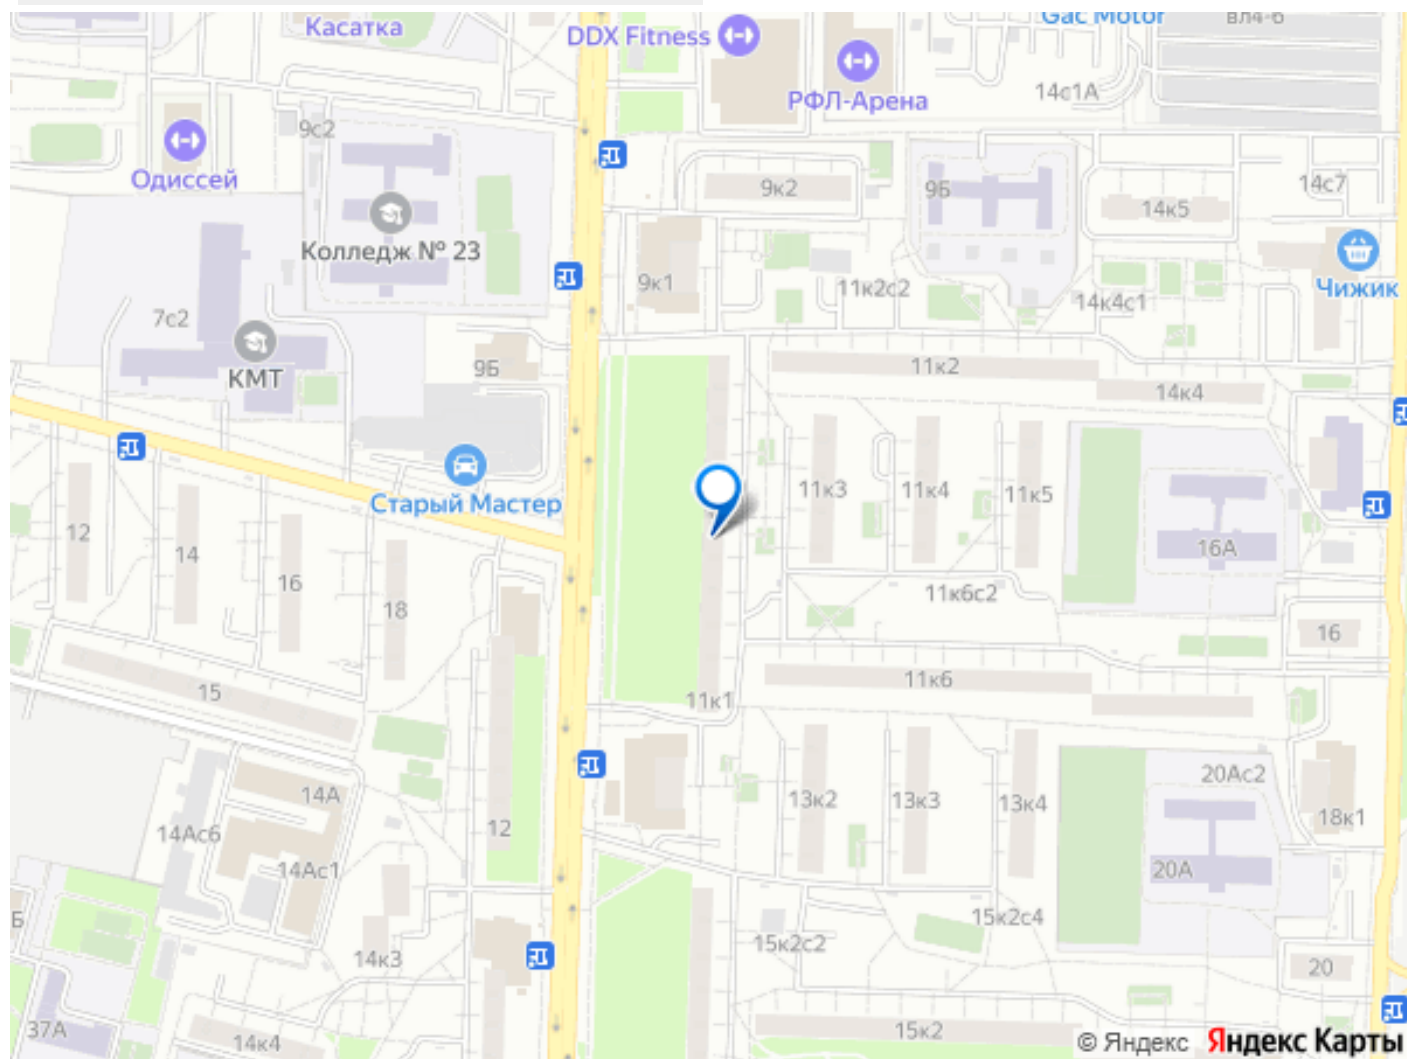 Gac Motor
вл4-6
Касатка
DDX Fitness
РФЛ-Арена
14с1А
9с2
Одиссей
9к2
9Б
14с7
14к5
Колледж № 23
9к1
11к2с2
14к4с1
Чижик
7с2
КМТ
9Б
11к2
14к4
Старый Мастер
11к3
11к4
11к5
12
14
16
18
16А
11к6с2
16
15
11к1
11к6
14А
14Ас6
14Ас1
12
13к2
13к3
13к4
20Ас2
18к1
20А
Б
14к3
15к2с2
15к2с4
20
37А
14к4
15к2
© Яндекс Яндекс Карты